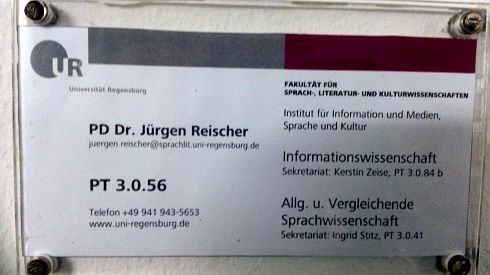 UR
Universität Regensburg
PD Dr. Jürgen Reischer
juergen.reischer@sprachlit.uni-regensburg.de
PT 3.0.56
Telefon +49 941 943-5653
www.uni-regensburg.de
FAKULTÄT FÜR
SPRACH-, LITERATUR- UND KULTURWISSENSCHAFTEN
Institut für Information und Medien,
Sprache und Kultur
Informationswissenschaft
Sekretariat: Kerstin Zeise, PT 3.0.84 b
Allg. u. Vergleichende
Sprachwissenschaft
Sekretariat: Ingrid Stitz, PT 3.0.41